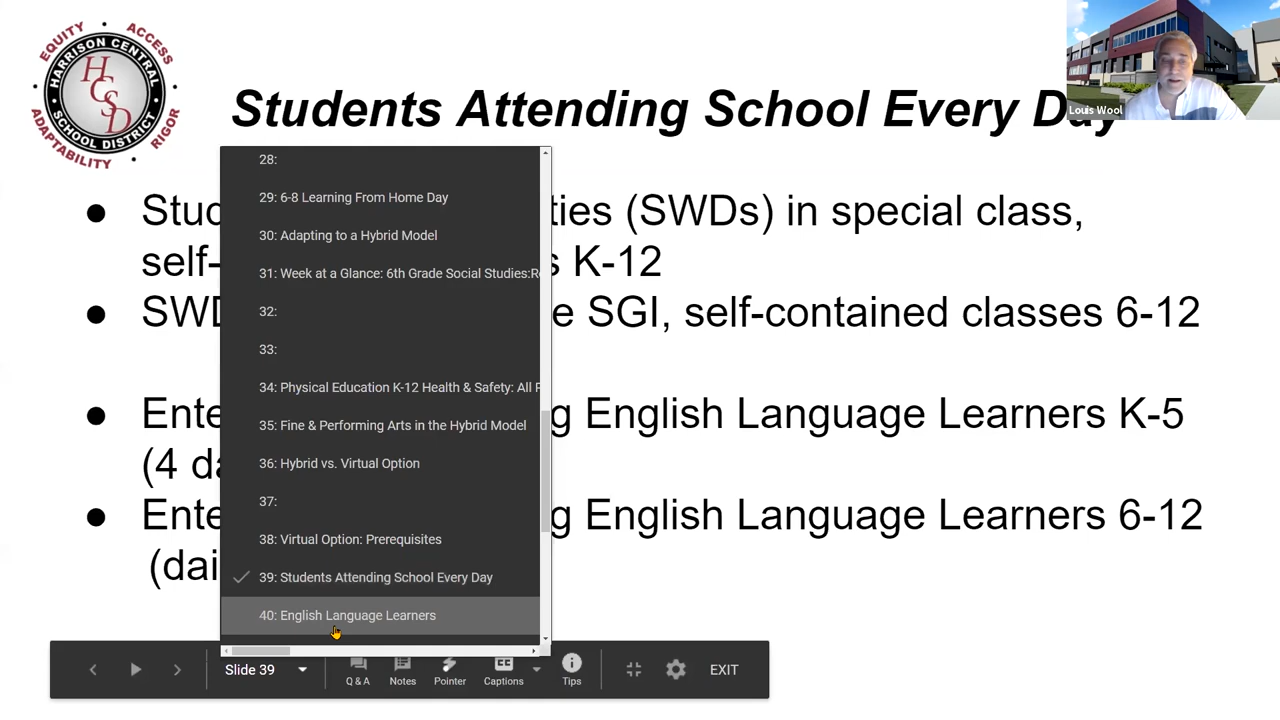 EQUITY ACCESS
HARRISON CENTRAL
HCSD
SCHOOL DISTRICT
ADAPTABILITY RIGOR
Louis Wool
Students Attending School Every Day
● Stud ties (SWDs) in special class,
self- s K-12
● SWD e SGI, self-contained classes 6-12
● Ente g English Language Learners K-5
(4 da
● Ente g English Language Learners 6-12
(dai
28:
29: 6-8 Learning From Home Day
30: Adapting to a Hybrid Model
31: Week at a Glance: 6th Grade Social Studies:R
32:
33:
34: Physical Education K-12 Health & Safety: All
35: Fine & Performing Arts in the Hybrid Model
36: Hybrid vs. Virtual Option
37:
38: Virtual Option: Prerequisites
39: Students Attending School Every Day
40: English Language Learners
Slide 39 Q & A Notes Pointer Captions Tips EXIT